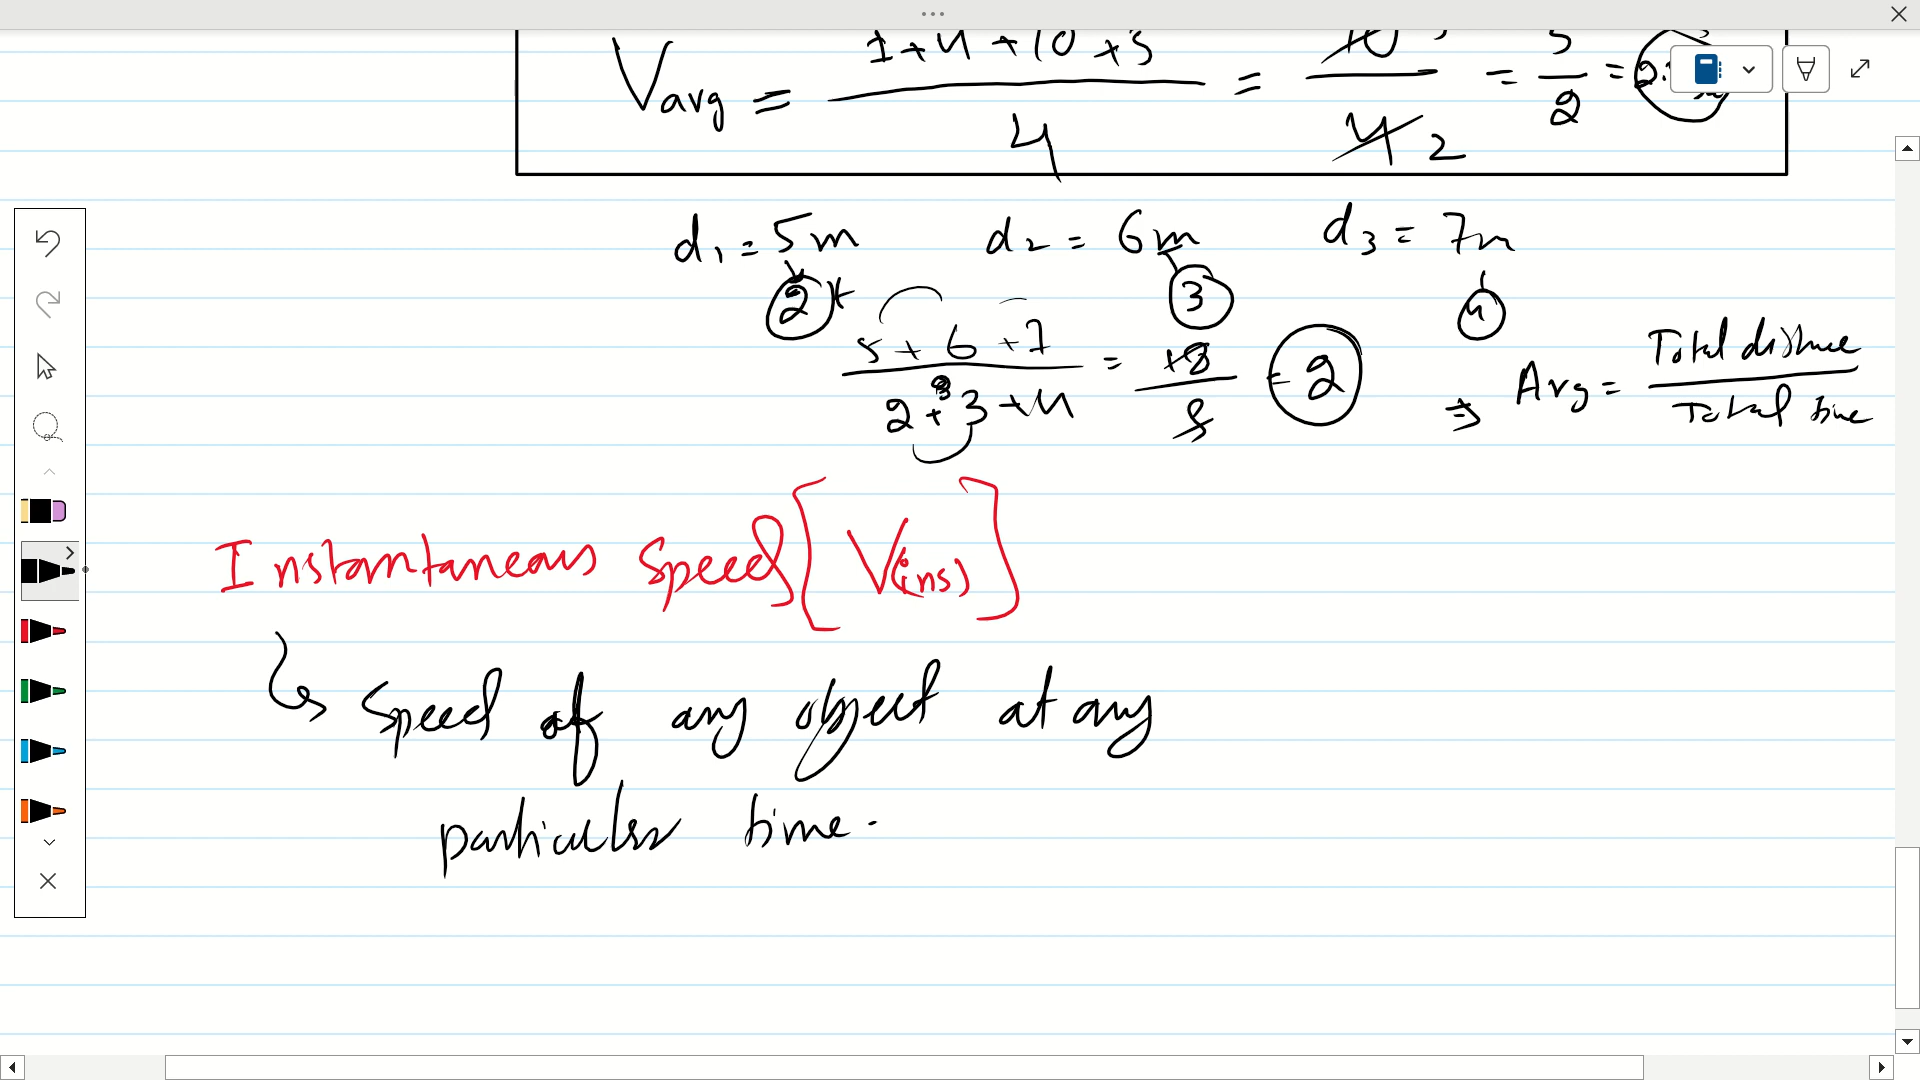 Vavg = 1 + 4 + 10 + 5 / 4 = 10 / 4 2 = 5 / 2 =
d1 = 5m d2 = 6m d3 = 7m
2 3 4
5 + 6 + 7 / 2 + 3 + 4 = 18 / 9 = 2 ⇒ Avg = Total distance / Total time
Instantaneous Speed [V(ins)]
↳ Speed of any object at any
particular time.